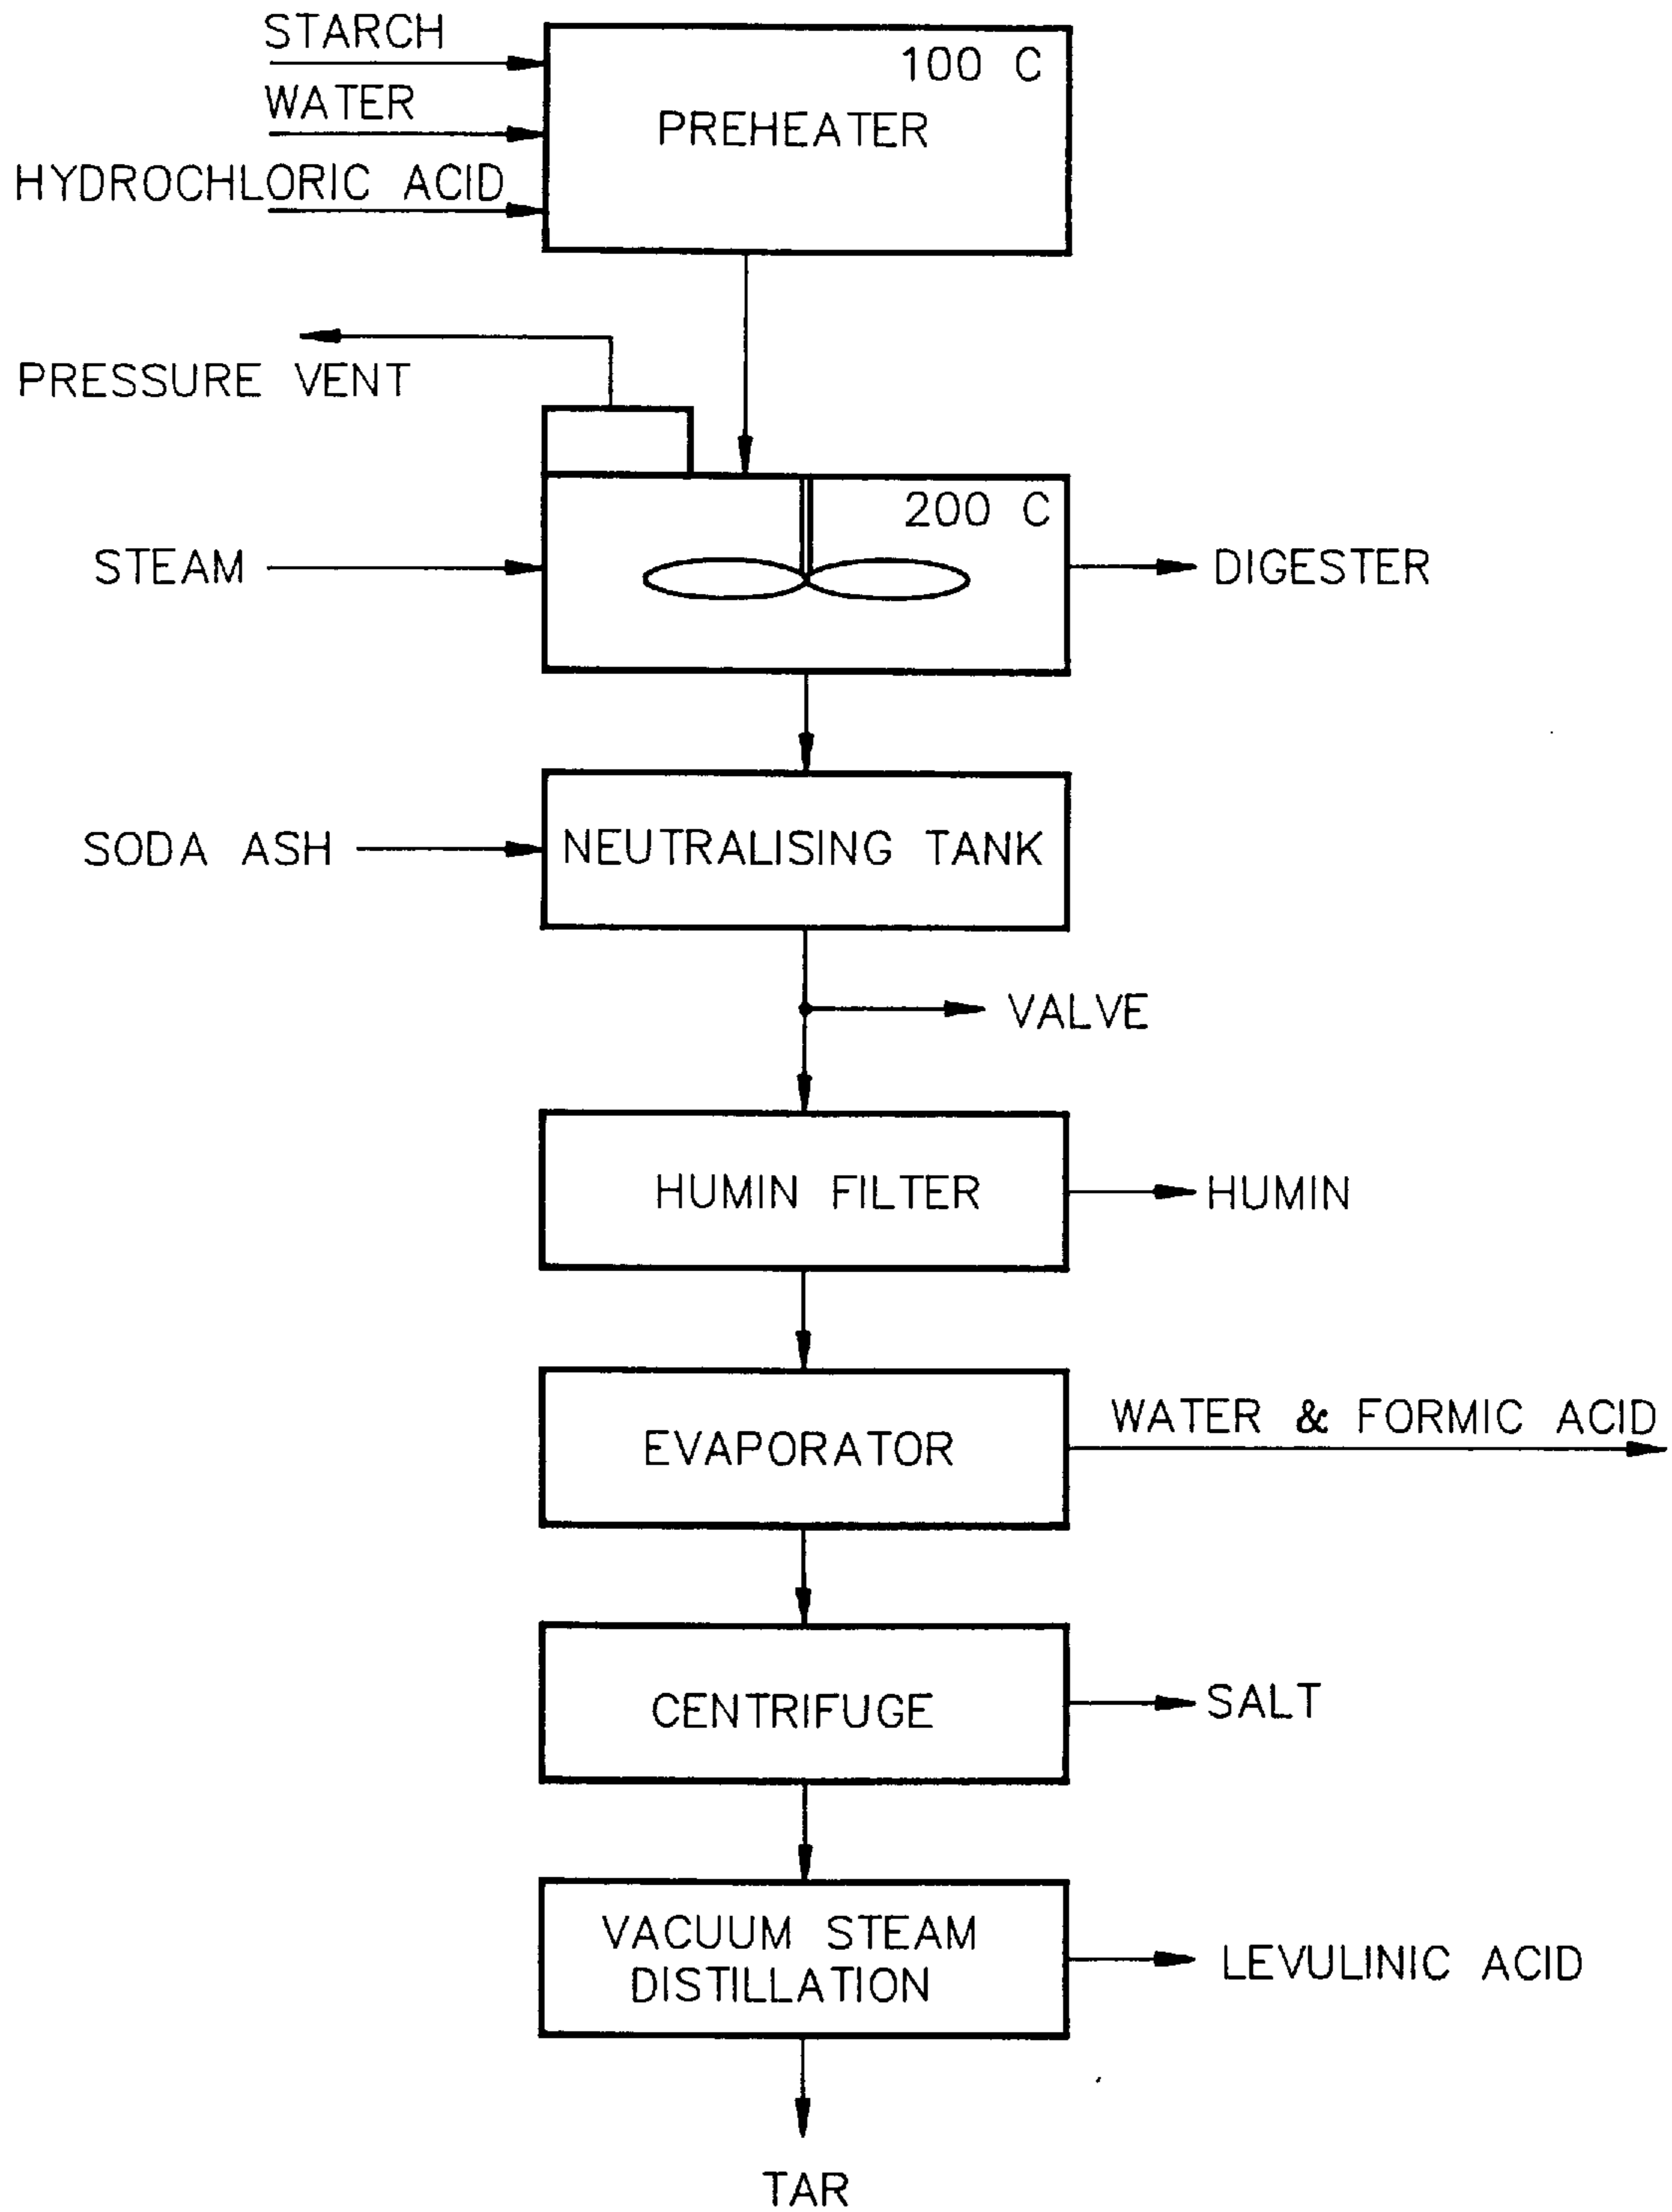 STARCH
100 C
WATER
PREHEATER
HYDROCHLORIC ACID
PRESSURE VENT
200 C
STEAM
DIGESTER
SODA ASH
NEUTRALISING TANK
VALVE
HUMIN FILTER
HUMIN
EVAPORATOR
WATER & FORMIC ACID
CENTRIFUGE
SALT
VACUUM STEAM
DISTILLATION
LEVULINIC ACID
TAR